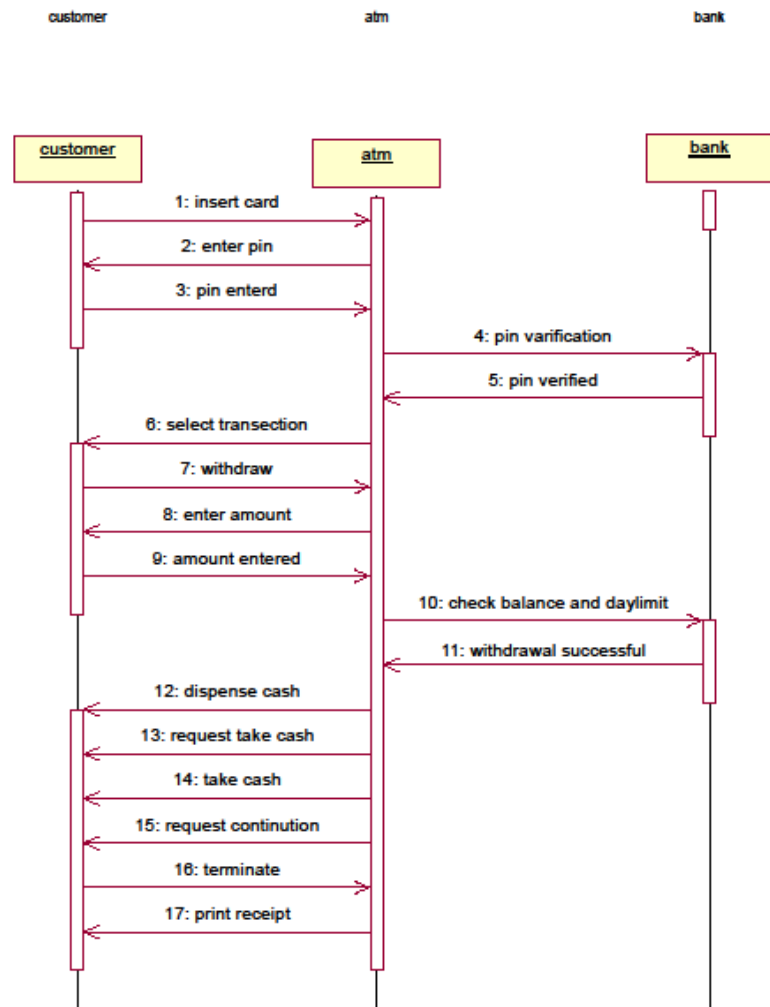 customer atm bank
customer atm bank
1: insert card
2: enter pin
3: pin enterd
4: pin varification
5: pin verified
6: select transection
7: withdraw
8: enter amount
9: amount entered
10: check balance and daylimit
11: withdrawal successful
12: dispense cash
13: request take cash
14: take cash
15: request continution
16: terminate
17: print receipt